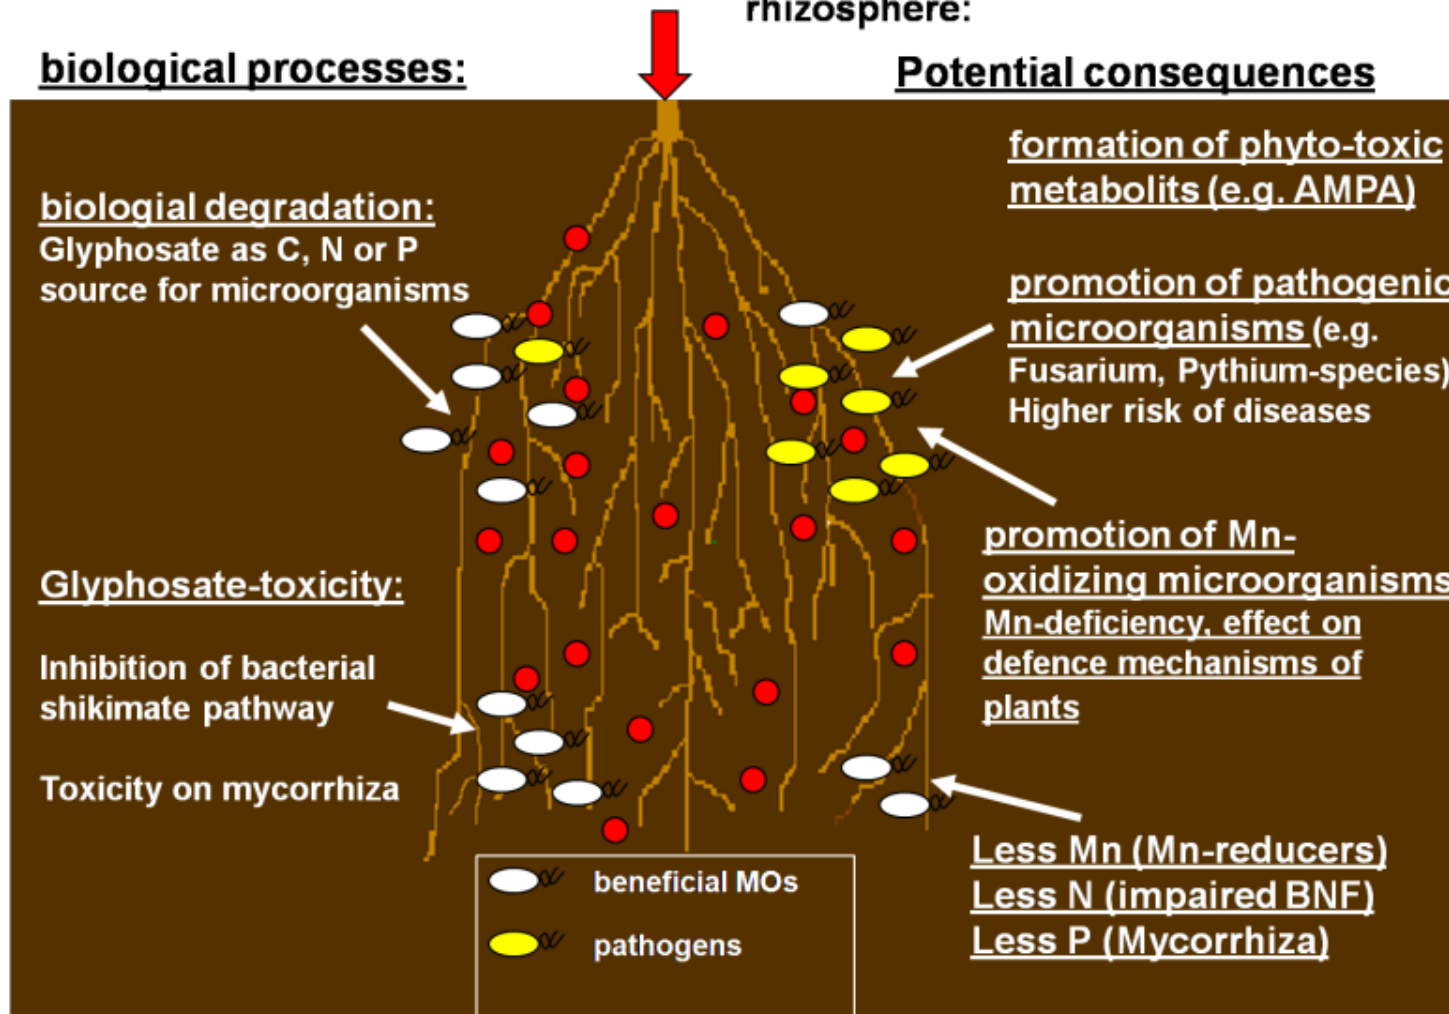 rhizosphere:
biological processes:
Potential consequences
biologial degradation:
Glyphosate as C, N or P
source for microorganisms
Glyphosate-toxicity:
Inhibition of bacterial
shikimate pathway
Toxicity on mycorrhiza
formation of phyto-toxic
metabolits (e.g. AMPA)
promotion of pathogenic
microorganisms (e.g.
Fusarium, Pythium-species)
Higher risk of diseases
promotion of Mn-
oxidizing microorganisms
Mn-deficiency, effect on
defence mechanisms of
plants
Less Mn (Mn-reducers)
Less N (impaired BNF)
Less P (Mycorrhiza)
beneficial MOs
pathogens